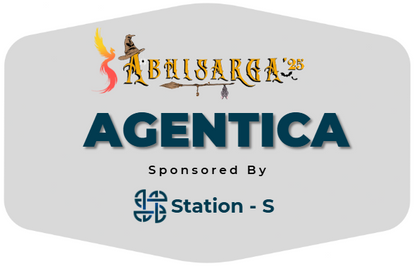 ABHISARGA'25
AGENTICA
Sponsored By
Station - S